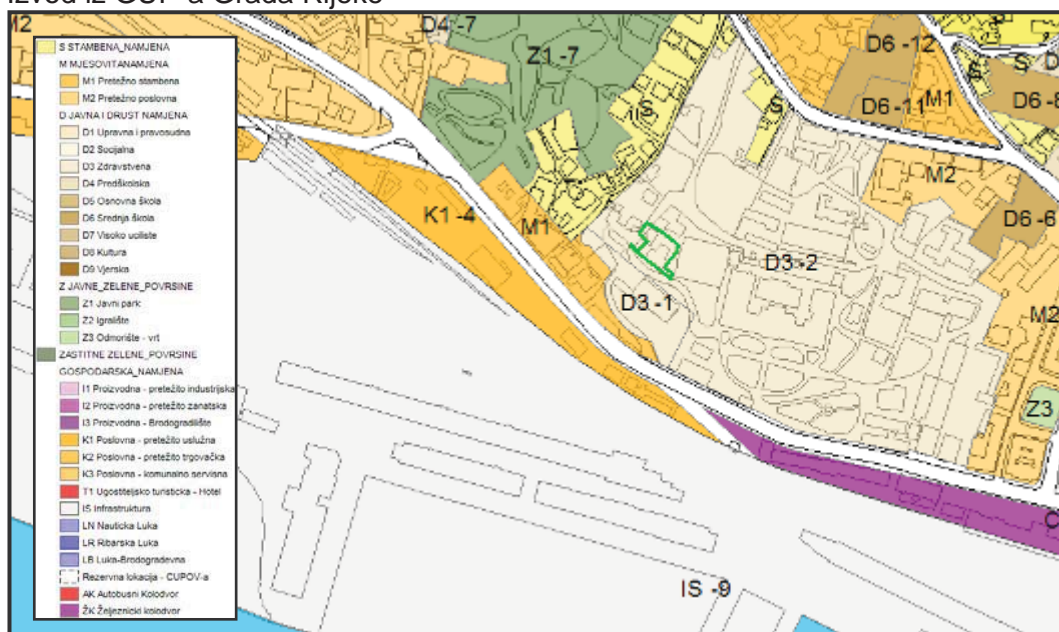 Izvod iz GUP-a Grada Rijeke
S STAMBENA_NAMJENA
M MJESOVITANAMJENA
M1 Pretežno stambena
M2 Pretežno poslovna
D JAVNA I DRUST NAMJENA
D1 Upravna i pravosudna
D2 Socijalna
D3 Zdravstvena
D4 Predškolska
D5 Osnovna škola
D6 Srednja škola
D7 Visoko uciliste
D8 Kultura
D9 Vjerska
Z JAVNE_ZELENE_POVRSINE
Z1 Javni park
Z2 Igralište
Z3 Odmorište - vrt
ZASTITNE ZELENE_POVRSINE
GOSPODARSKA_NAMJENA
I1 Proizvodna - pretežito industrijska
I2 Proizvodna - pretežito zanatska
I3 Proizvodna - Brodogradilište
K1 Poslovna - pretežito uslužna
K2 Poslovna - pretežito trgovačka
K3 Poslovna - komunalno servisna
T1 Ugostiteljsko turisticka - Hotel
IS Infrastruktura
LN Nauticka Luka
LR Ribarska Luka
LB Luka-Brodogradevna
Rezervna lokacija - CUPOV-a
AK Autobusni Kolodvor
ŽK Željeznicki kolodvor
D4 -7
Z1 -7
D6 -12
S
D6 -11
M1
S
S
M2
K1 -4
M1
D6 -6
D3 -2
D3 -1
M2
Z3
IS -9